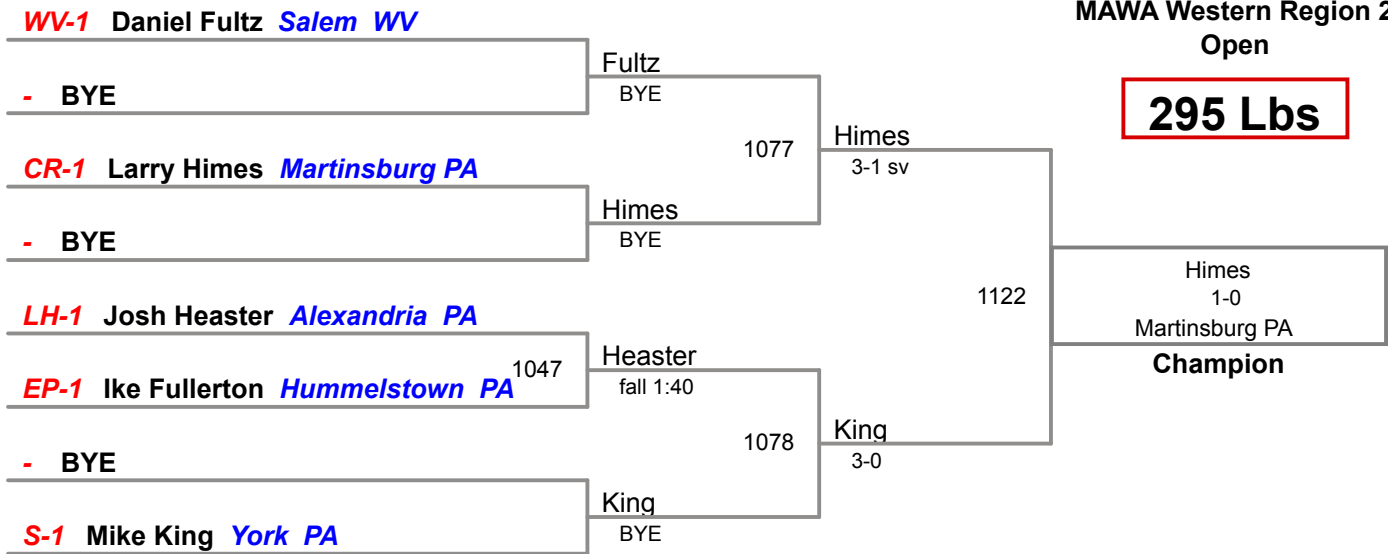 WV-1 Daniel Fultz Salem WV
- BYE
CR-1 Larry Himes Martinsburg PA
- BYE
LH-1 Josh Heaster Alexandria PA
1047
EP-1 Ike Fullerton Hummelstown PA
- BYE
S-1 Mike King York PA
Fultz
BYE
1077
Himes
BYE
Heaster
fall 1:40
1078
King
BYE
Himes
3-1 sv
1122
King
3-0
MAWA Western Region 2
Open
295 Lbs
Himes
1-0
Martinsburg PA
Champion